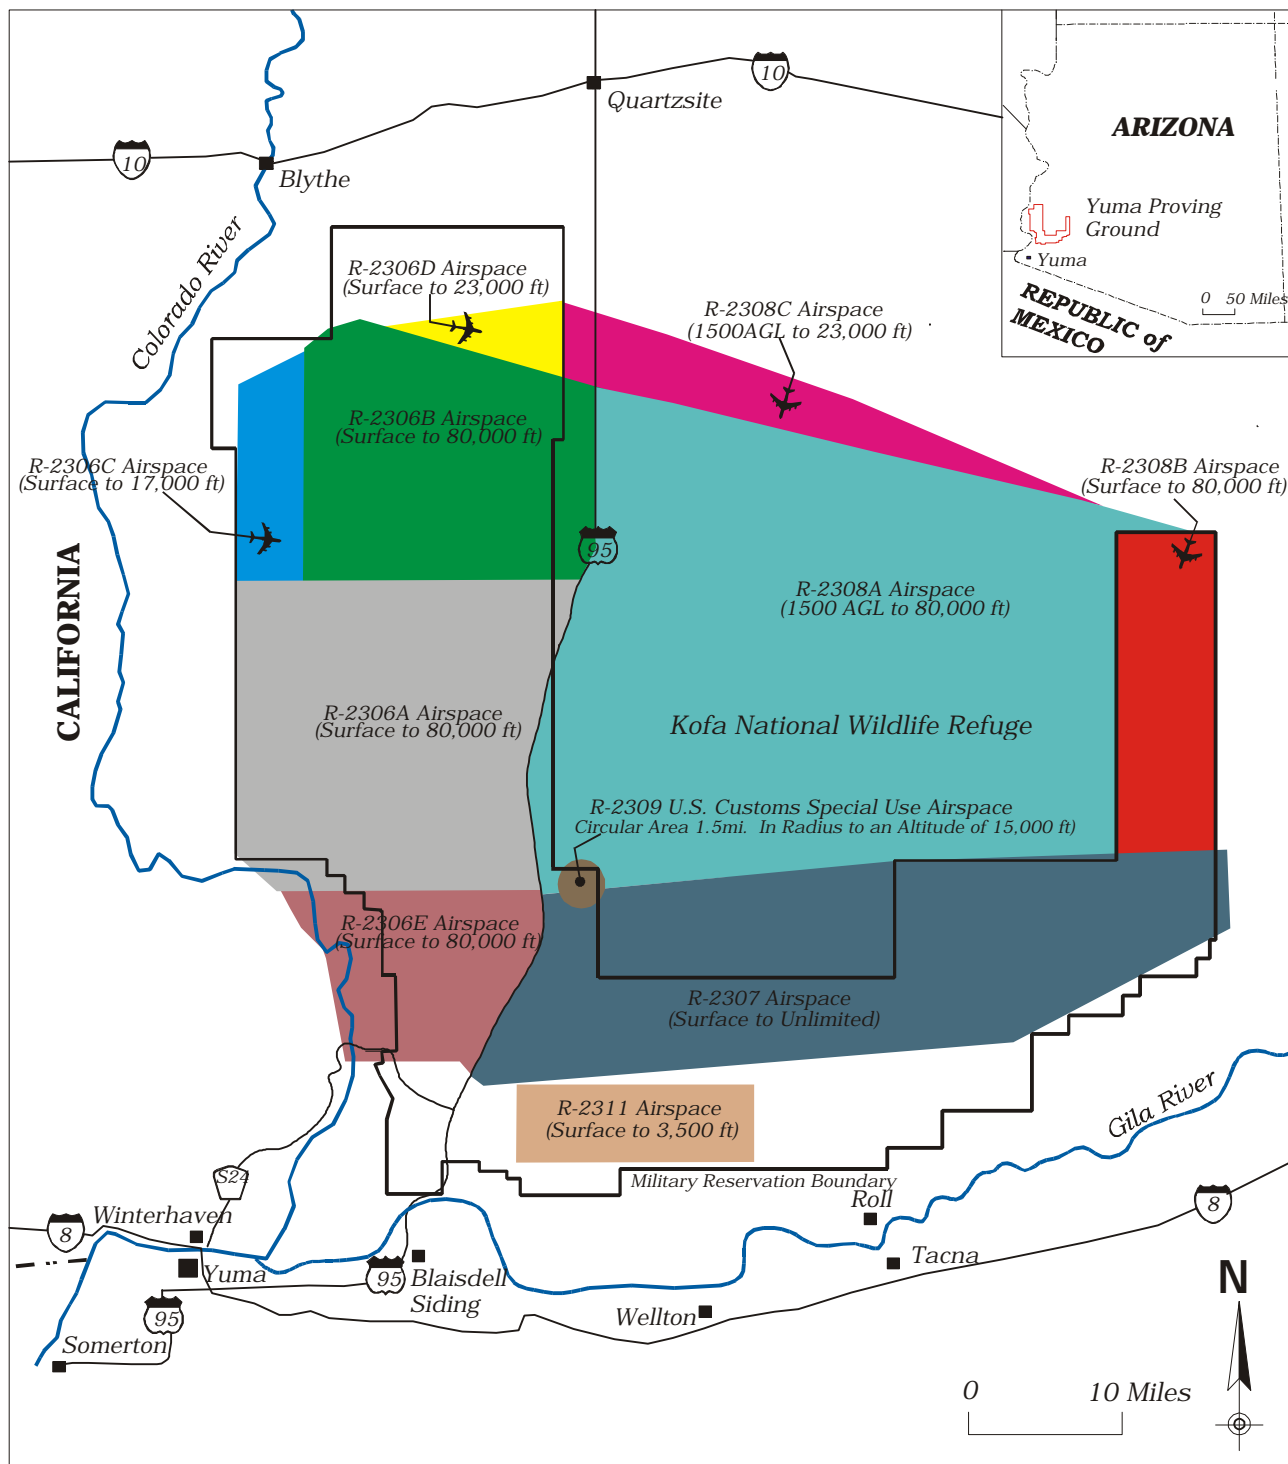 10
Quartzsite
10
Blythe
ARIZONA
Yuma Proving
Ground
Yuma
0 50 Miles
REPUBLIC of
MEXICO
Colorado River
R-2306D Airspace
(Surface to 23,000 ft)
R-2308C Airspace
(1500AGL to 23,000 ft)
R-2306B Airspace
(Surface to 80,000 ft)
R-2306C Airspace
(Surface to 17,000 ft)
R-2308B Airspace
(Surface to 80,000 ft)
95
CALIFORNIA
R-2308A Airspace
(1500 AGL to 80,000 ft)
R-2306A Airspace
(Surface to 80,000 ft)
Kofa National Wildlife Refuge
R-2309 U.S. Customs Special Use Airspace
Circular Area 1.5mi. In Radius to an Altitude of 15,000 ft)
R-2306E Airspace
(Surface to 80,000 ft)
R-2307 Airspace
(Surface to Unlimited)
R-2311 Airspace
(Surface to 3,500 ft)
Gila River
Military Reservation Boundary
S24
Roll
8
Winterhaven
8
Yuma
95
Blaisdell
Siding
Tacna
95
Wellton
Somerton
N
0 10 Miles